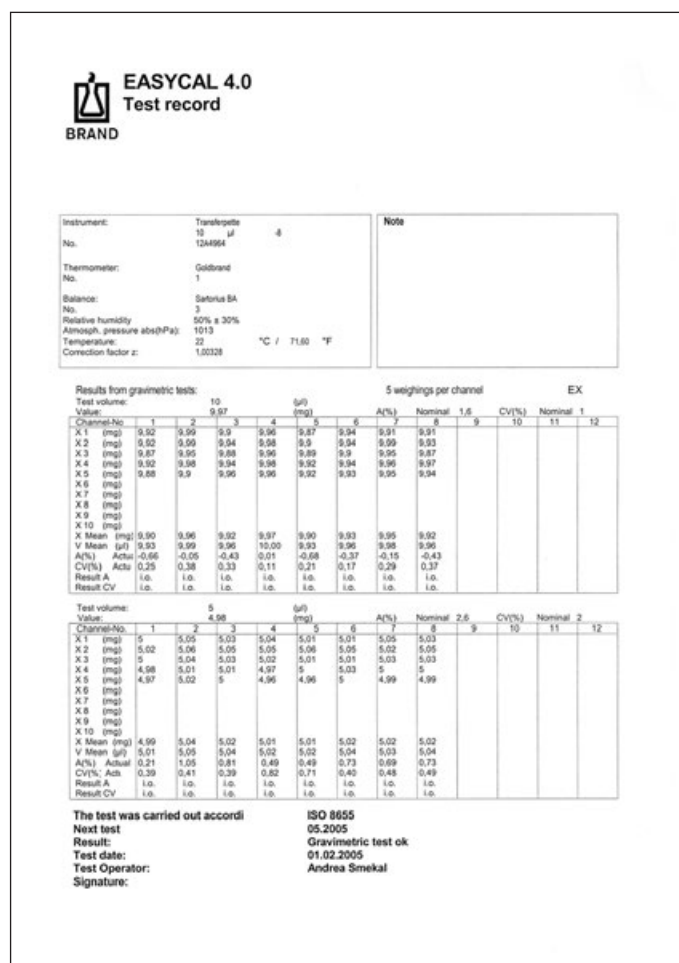 EASYCAL 4.0
Test record
BRAND
Instrument: Transferpette Note
10 µl -8
No. 12A4964
Thermometer: Goldbrand
No. 1
Balance: Sartorius BA
No. 3
Relative humidity 50% ± 30%
Atmosph. pressure abs(hPa): 1013
Temperature: 22 °C / 71,60 °F
Correction factor z: 1,00328
Results from gravimetric tests: 5 weighings per channel EX
Test volume: 10 (µl)
Value: 9,97 (mg) A(%) Nominal 1,6 CV(%) Nominal 1
Channel-No 1 2 3 4 5 6 7 8 9 10 11 12
X 1 (mg) 9,92 9,99 9,9 9,96 9,87 9,94 9,91 9,91
X 2 (mg) 9,92 9,99 9,94 9,98 9,9 9,94 9,99 9,93
X 3 (mg) 9,87 9,95 9,88 9,96 9,89 9,9 9,95 9,87
X 4 (mg) 9,92 9,98 9,94 9,98 9,92 9,94 9,96 9,97
X 5 (mg) 9,88 9,9 9,96 9,96 9,92 9,93 9,95 9,94
X 6 (mg)
X 7 (mg)
X 8 (mg)
X 9 (mg)
X 10 (mg)
X Mean (mg) 9,90 9,96 9,92 9,97 9,90 9,93 9,95 9,92
V Mean (µl) 9,93 9,99 9,96 10,00 9,93 9,96 9,98 9,96
A(%) Actu -0,66 -0,05 -0,43 0,01 -0,68 -0,37 -0,15 -0,43
CV(%) Actu 0,25 0,38 0,33 0,11 0,21 0,17 0,29 0,37
Result A i.o. i.o. i.o. i.o. i.o. i.o. i.o. i.o.
Result CV i.o. i.o. i.o. i.o. i.o. i.o. i.o. i.o.
Test volume: 5 (µl)
Value: 4,98 (mg) A(%) Nominal 2,6 CV(%) Nominal 2
Channel-No. 1 2 3 4 5 6 7 8 9 10 11 12
X 1 (mg) 5 5,05 5,03 5,04 5,01 5,01 5,05 5,03
X 2 (mg) 5,02 5,06 5,05 5,05 5,06 5,05 5,02 5,05
X 3 (mg) 5 5,04 5,03 5,02 5,01 5,01 5,03 5,03
X 4 (mg) 4,98 5,01 5,01 4,97 5 5,03 5 5
X 5 (mg) 4,97 5,02 5 4,96 4,96 5 4,99 4,99
X 6 (mg)
X 7 (mg)
X 8 (mg)
X 9 (mg)
X 10 (mg)
X Mean (mg) 4,99 5,04 5,02 5,01 5,01 5,02 5,02 5,02
V Mean (µl) 5,01 5,05 5,04 5,02 5,02 5,04 5,03 5,04
A(%) Actual 0,21 1,05 0,81 0,49 0,49 0,73 0,69 0,73
CV(%) Actu 0,39 0,41 0,39 0,82 0,71 0,40 0,48 0,49
Result A i.o. i.o. i.o. i.o. i.o. i.o. i.o. i.o.
Result CV i.o. i.o. i.o. i.o. i.o. i.o. i.o. i.o.
The test was carried out accordi ISO 8655
Next test 05.2005
Result: Gravimetric test ok
Test date: 01.02.2005
Test Operator: Andrea Smekal
Signature: